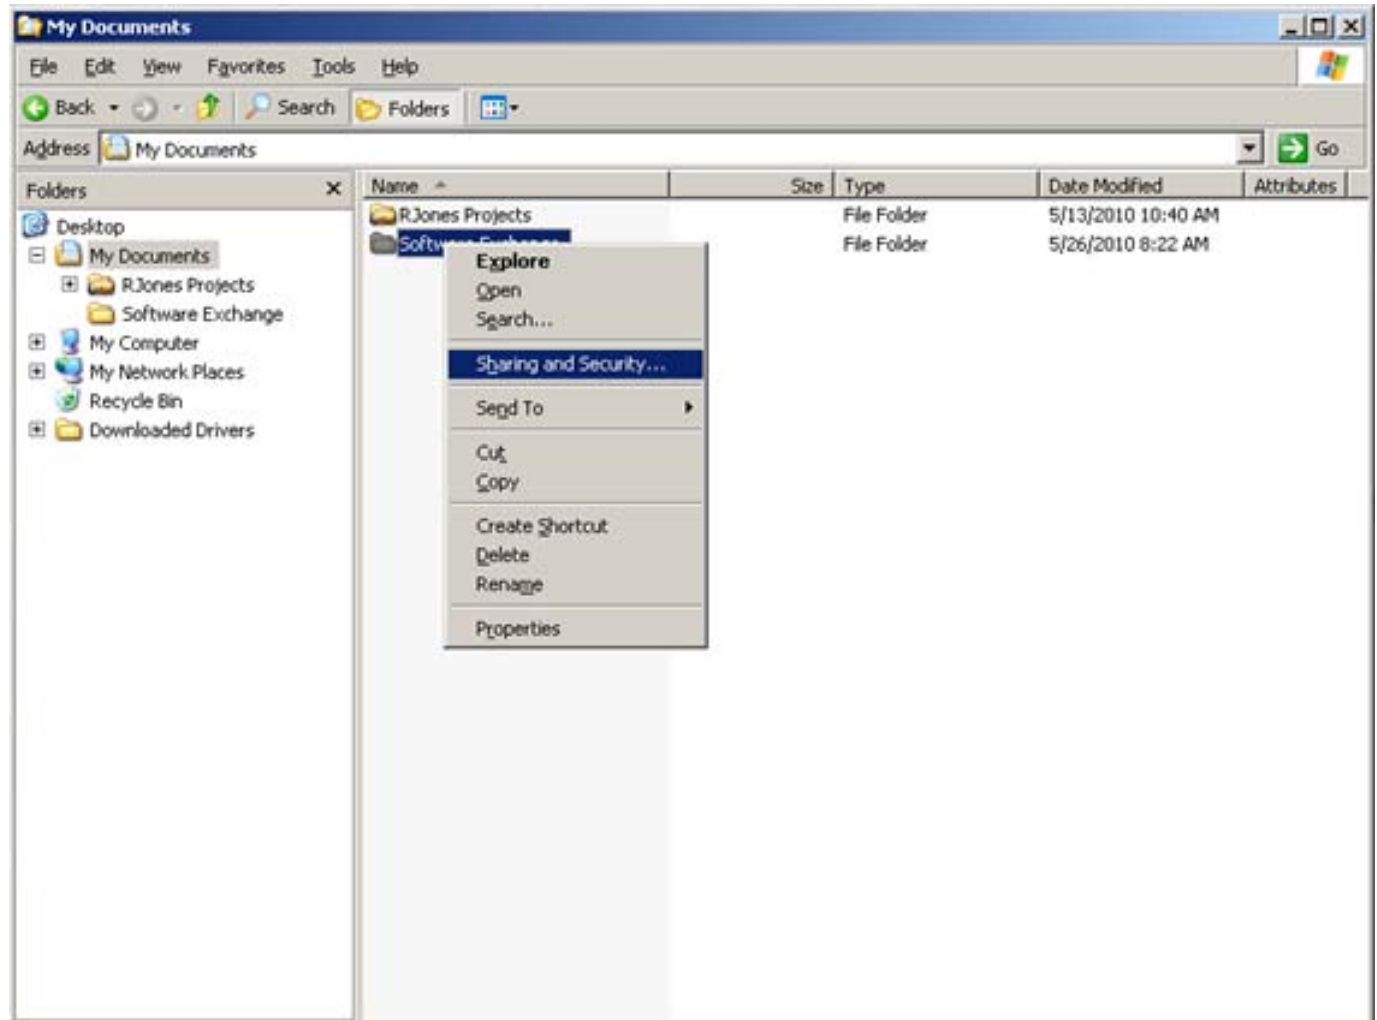 My Documents
File Edit View Favorites Tools Help
Back Search Folders
Address My Documents Go
Folders
Desktop
My Documents
RJones Projects
Software Exchange
My Computer
My Network Places
Recycle Bin
Downloaded Drivers
Name Size Type Date Modified Attributes
RJones Projects File Folder 5/13/2010 10:40 AM
Software Exchange File Folder 5/26/2010 8:22 AM
Explore
Open
Search...
Sharing and Security...
Send To
Cut
Copy
Create Shortcut
Delete
Rename
Properties